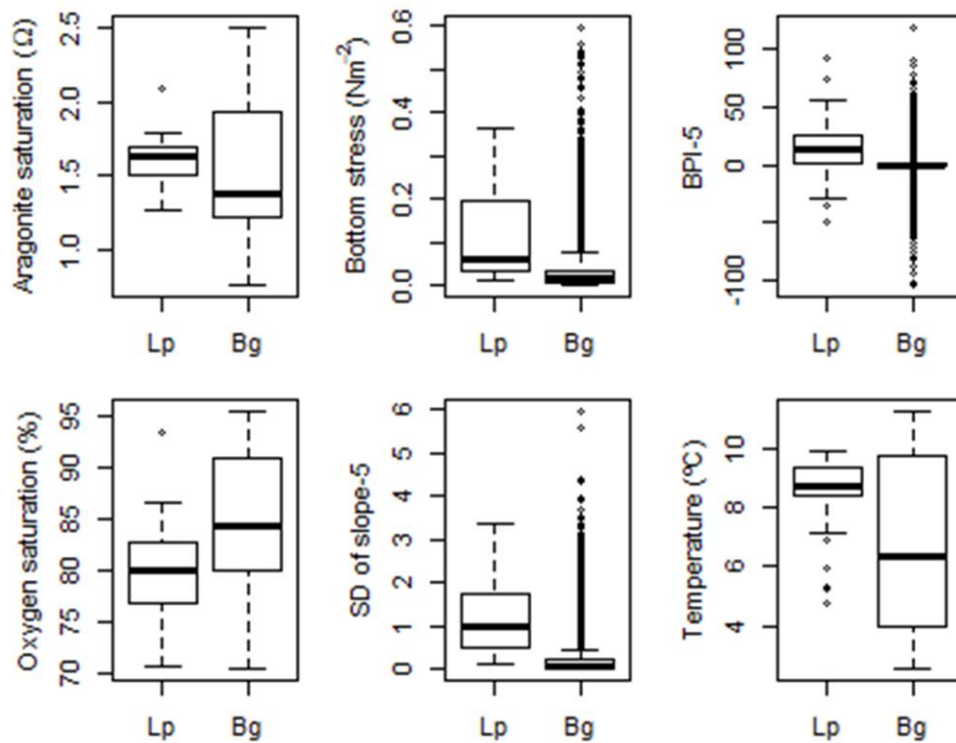 Aragonite saturation (Ω)
2.5
2.0
1.5
1.0
Lp Bg
Bottom stress (Nm⁻²)
0.6
0.4
0.2
0.0
Lp Bg
BPI-5
100
50
0
-100
Lp Bg
Oxygen saturation (%)
95
90
85
80
75
70
Lp Bg
SD of slope-5
6
5
4
3
2
1
0
Lp Bg
Temperature (ºC)
10
8
6
4
Lp Bg